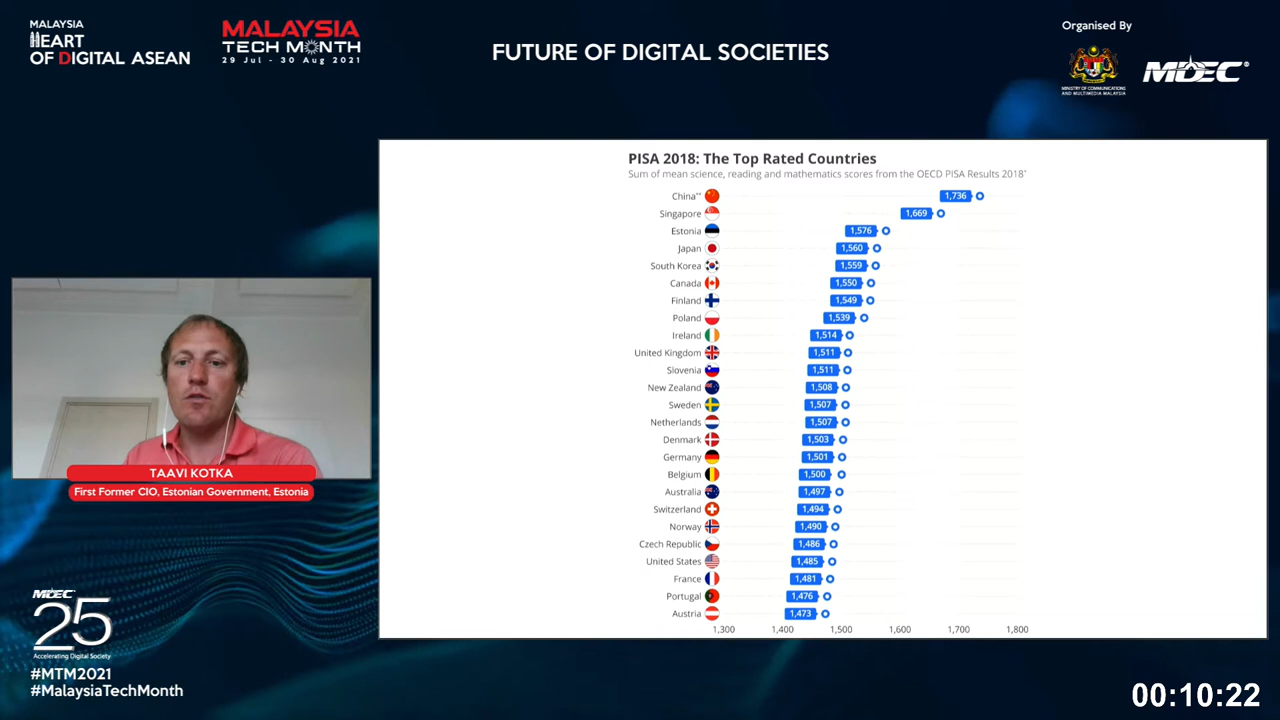 MALAYSIA
HEART
OF DIGITAL ASEAN
MALAYSIA
TECH MONTH
29 Jul - 30 Aug 2021
FUTURE OF DIGITAL SOCIETIES
Organised By
MINISTRY OF COMMUNICATIONS
AND MULTIMEDIA MALAYSIA
MDEC®
PISA 2018: The Top Rated Countries
Sum of mean science, reading and mathematics scores from the OECD PISA Results 2018*
China** 1,736
Singapore 1,669
Estonia 1,576
Japan 1,560
South Korea 1,559
Canada 1,550
Finland 1,549
Poland 1,539
Ireland 1,514
United Kingdom 1,511
Slovenia 1,511
New Zealand 1,508
Sweden 1,507
Netherlands 1,507
Denmark 1,503
Germany 1,501
Belgium 1,500
Australia 1,497
Switzerland 1,494
Norway 1,490
Czech Republic 1,486
United States 1,485
France 1,481
Portugal 1,476
Austria 1,473
1,300 1,400 1,500 1,600 1,700 1,800
TAAVI KOTKA
First Former CIO, Estonian Government, Estonia
MDEC
25
Accelerating Digital Society
#MTM2021
#MalaysiaTechMonth
00:10:22